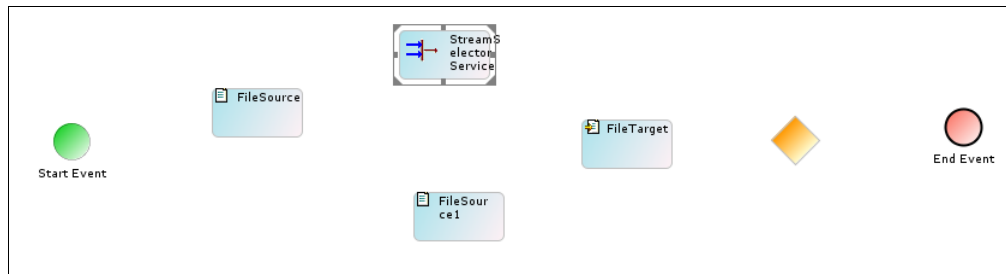 StreamS
elector
Service
FileSource
FileTarget
Start Event
End Event
FileSour
ce1